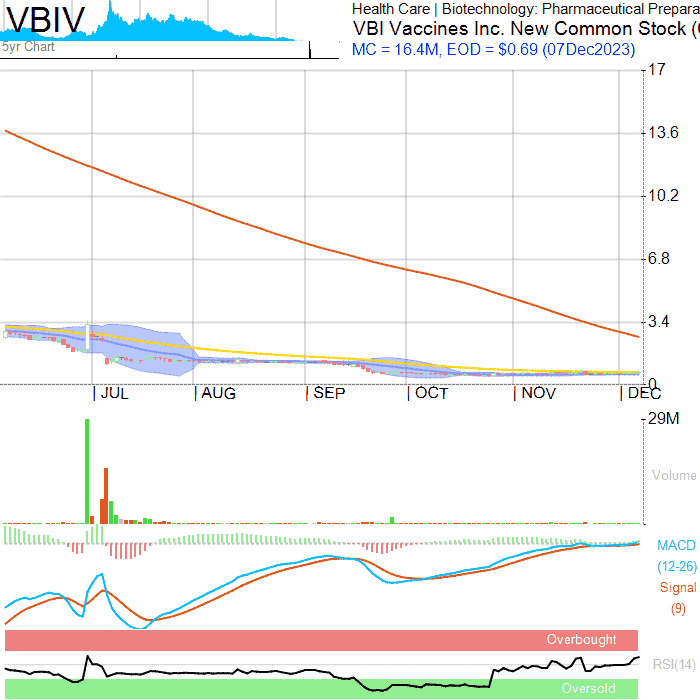 VBIV
5yr Chart
Health Care | Biotechnology: Pharmaceutical Prepara
VBI Vaccines Inc. New Common Stock (
MC = 16.4M, EOD = $0.69 (07Dec2023)
17
13.6
10.2
6.8
3.4
0
JUL AUG SEP OCT NOV DEC
29M
Volume
MACD
(12-26)
Signal
(9)
Overbought
RSI(14)
Oversold